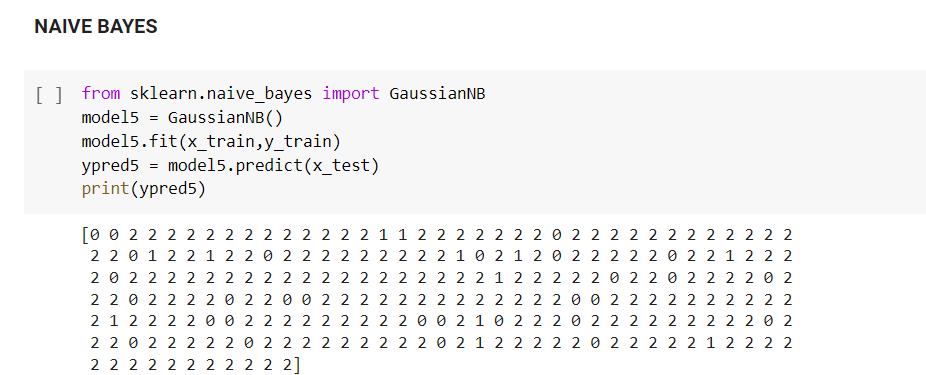 NAIVE BAYES
[ ] from sklearn.naive_bayes import GaussianNB
model5 = GaussianNB()
model5.fit(x_train,y_train)
ypred5 = model5.predict(x_test)
print(ypred5)
[0 0 2 2 2 2 2 2 2 2 2 2 2 2 2 1 1 2 2 2 2 2 2 2 0 2 2 2 2 2 2 2 2 2 2 2 2
2 2 0 1 2 2 1 2 2 0 2 2 2 2 2 2 2 2 2 1 0 2 1 2 0 2 2 2 2 2 0 2 2 1 2 2 2
2 0 2 2 2 2 2 2 2 2 2 2 2 2 2 2 2 2 2 2 2 1 2 2 2 2 2 0 2 2 0 2 2 2 2 0 2
2 2 0 2 2 2 2 0 2 2 0 0 2 2 2 2 2 2 2 2 2 2 2 2 2 0 0 2 2 2 2 2 2 2 2 2 2
2 1 2 2 2 2 0 0 2 2 2 2 2 2 2 2 2 0 0 2 1 0 2 2 2 0 2 2 2 2 2 2 2 2 2 0 2
2 2 0 2 2 2 2 2 0 2 2 2 2 2 2 2 2 2 0 2 1 2 2 2 2 2 0 2 2 2 2 2 1 2 2 2 2
2 2 2 2 2 2 2 2 2 2 2]